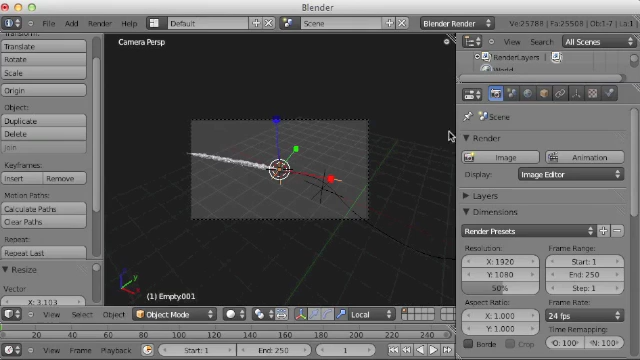 Blender
File Add Render Help Default Scene Blender Render Ve:25788 | Fa:25508 | Ob:1-7 | La:1
Transform:
Translate
Rotate
Scale
Origin
Object:
Duplicate
Delete
Join
Keyframes:
Insert Remove
Motion Paths:
Calculate Paths
Clear Paths
Repeat:
Repeat Last
Resize
Vector
X: 3.103
Camera Persp
(1) Empty.001
View Select Object Object Mode Local
View Search All Scenes
RenderLayers
World
Scene
Render
Image Animation
Display: Image Editor
Layers
Dimensions
Render Presets
Resolution: Frame Range:
X: 1920 Start: 1
Y: 1080 End: 250
50% Step: 1
Aspect Ratio: Frame Rate:
X: 1.000 24 fps
Y: 1.000 Time Remapping:
Borde Crop O: 100 N: 100
20 40 60 80 100 120 140 160 180 200 220 240
View Frame Playback Start: 1 End: 250 1